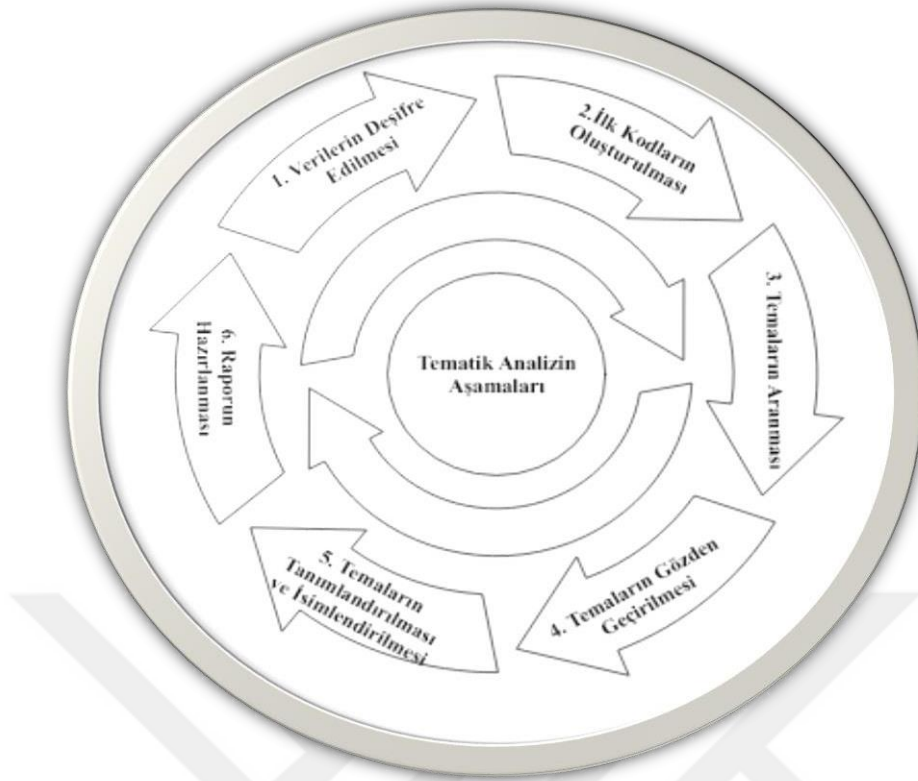 Tematik Analizin
Aşamaları
1. Verilerin Deşifre
Edilmesi
2.İlk Kodların
Oluşturulması
3. Temaların Aranması
4. Temaların Gözden
Geçirilmesi
5. Temaların
Tanımlandırılması
ve İsimlendirilmesi
6. Raporun
Hazırlanması